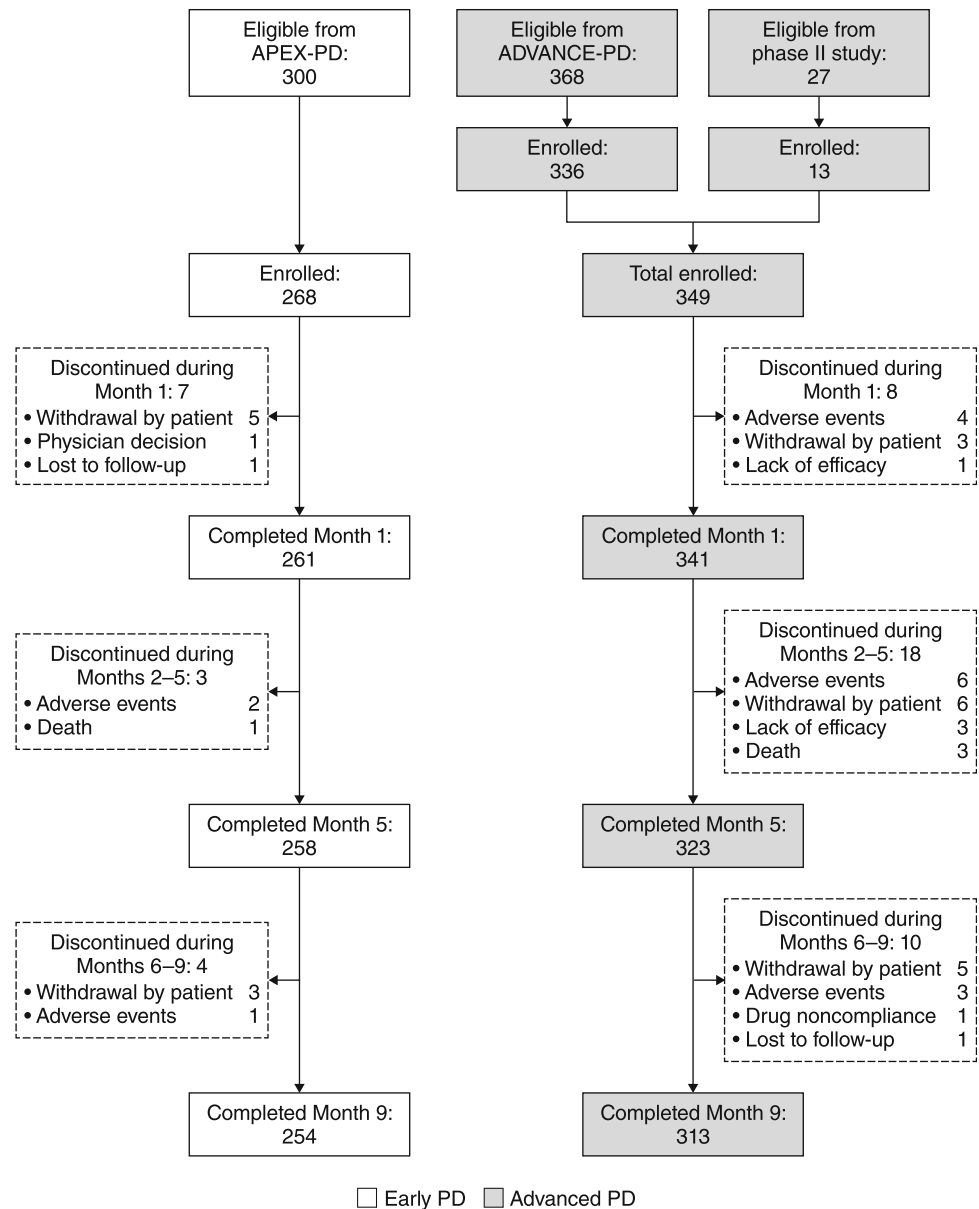 Eligible from
APEX-PD:
300
Eligible from
ADVANCE-PD:
368
Eligible from
phase II study:
27
Enrolled:
336
Enrolled:
13
Enrolled:
268
Total enrolled:
349
Discontinued during
Month 1: 7
• Withdrawal by patient 5
• Physician decision 1
• Lost to follow-up 1
Discontinued during
Month 1: 8
• Adverse events 4
• Withdrawal by patient 3
• Lack of efficacy 1
Completed Month 1:
261
Completed Month 1:
341
Discontinued during
Months 2–5: 3
• Adverse events 2
• Death 1
Discontinued during
Months 2–5: 18
• Adverse events 6
• Withdrawal by patient 6
• Lack of efficacy 3
• Death 3
Completed Month 5:
258
Completed Month 5:
323
Discontinued during
Months 6–9: 4
• Withdrawal by patient 3
• Adverse events 1
Discontinued during
Months 6–9: 10
• Withdrawal by patient 5
• Adverse events 3
• Drug noncompliance 1
• Lost to follow-up 1
Completed Month 9:
254
Completed Month 9:
313
Early PD
Advanced PD